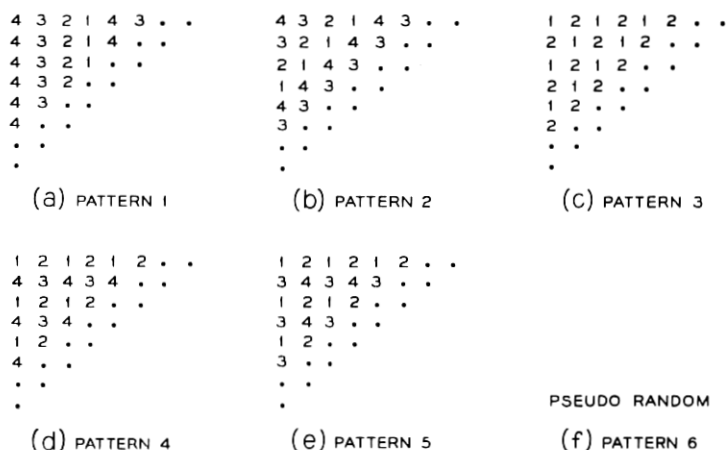 4 3 2 1 4 3 . .
4 3 2 1 4 . .
4 3 2 1 . .
4 3 2 . .
4 3 . .
4 . .
. .
.
(a) PATTERN 1
4 3 2 1 4 3 . .
3 2 1 4 3 . .
2 1 4 3 . .
1 4 3 . .
4 3 . .
3 . .
. .
.
(b) PATTERN 2
1 2 1 2 1 2 . .
2 1 2 1 2 . .
1 2 1 2 . .
2 1 2 . .
1 2 . .
2 . .
. .
.
(c) PATTERN 3
1 2 1 2 1 2 . .
4 3 4 3 4 . .
1 2 1 2 . .
4 3 4 . .
1 2 . .
4 . .
. .
.
(d) PATTERN 4
1 2 1 2 1 2 . .
3 4 3 4 3 . .
1 2 1 2 . .
3 4 3 . .
1 2 . .
3 . .
. .
.
(e) PATTERN 5
PSEUDO RANDOM
(f) PATTERN 6